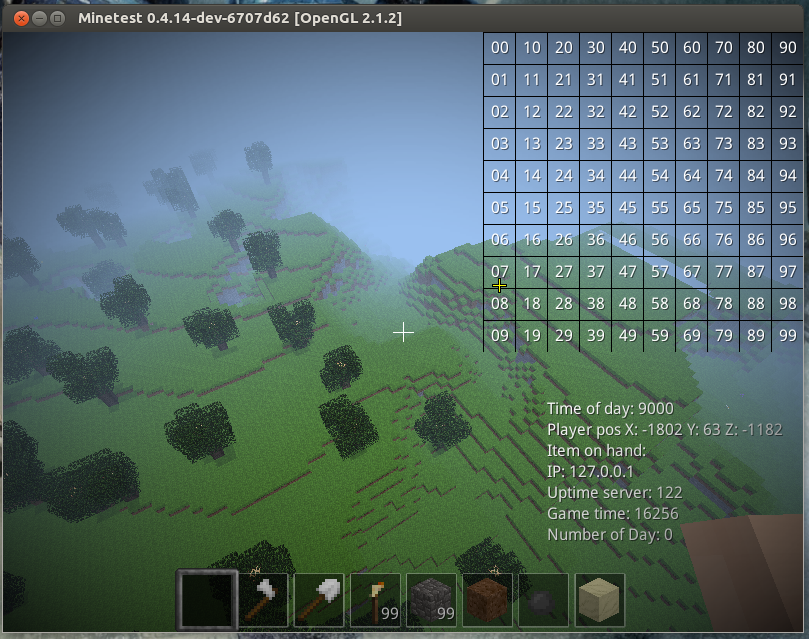 Minetest 0.4.14-dev-6707d62 [OpenGL 2.1.2]
00 10 20 30 40 50 60 70 80 90
01 11 21 31 41 51 61 71 81 91
02 12 22 32 42 52 62 72 82 92
03 13 23 33 43 53 63 73 83 93
04 14 24 34 44 54 64 74 84 94
05 15 25 35 45 55 65 75 85 95
06 16 26 36 46 56 66 76 86 96
07 17 27 37 47 57 67 77 87 97
08 18 28 38 48 58 68 78 88 98
09 19 29 39 49 59 69 79 89 99
Time of day: 9000
Player pos X: -1802 Y: 63 Z: -1182
Item on hand:
IP: 127.0.0.1
Uptime server: 122
Game time: 16256
Number of Day: 0
99 99